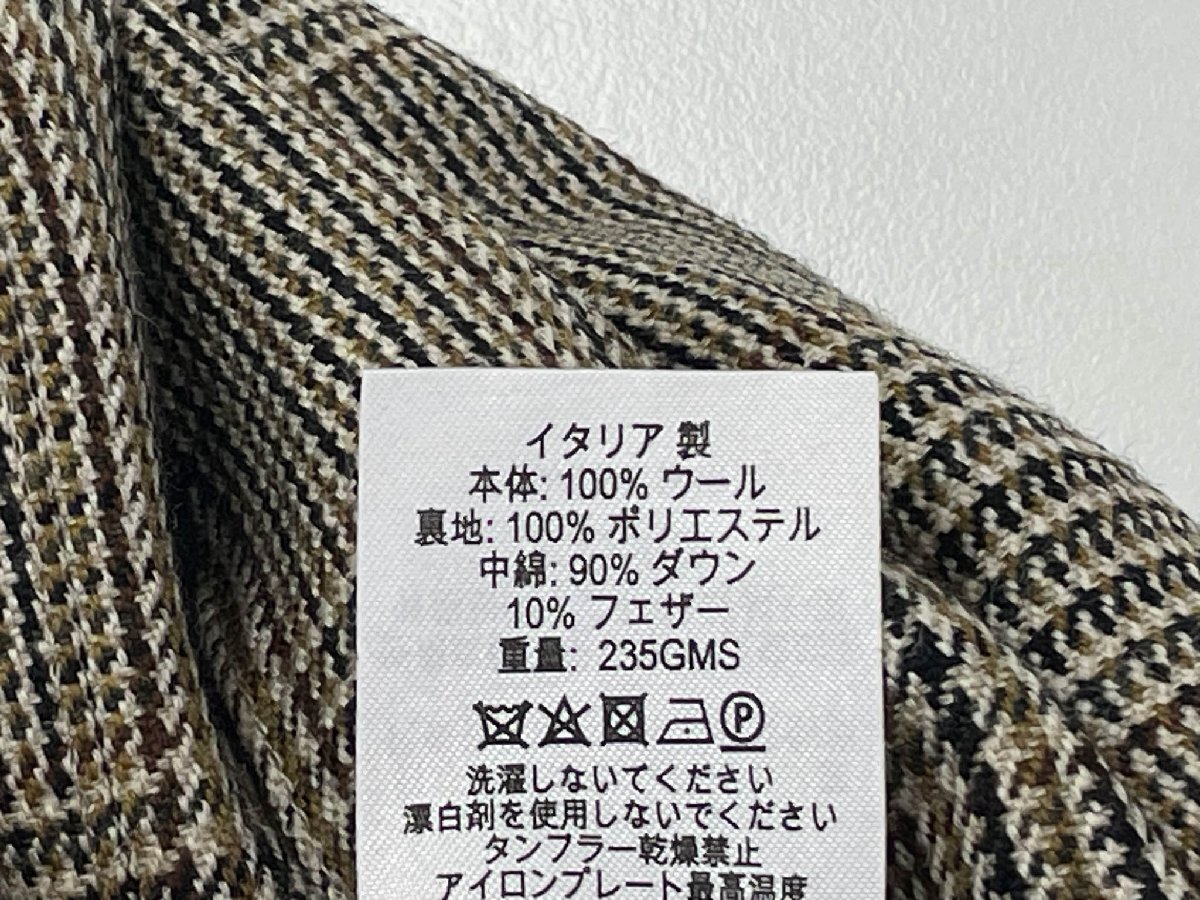 イタリア 製
本体: 100% ウール
裏地: 100% ポリエステル
中綿: 90% ダウン
10% フェザー
重量: 235GMS
P
洗濯しないてください
漂白剤を使用しないでください
タンフラー乾燥禁止
アイロンプレート最高温度